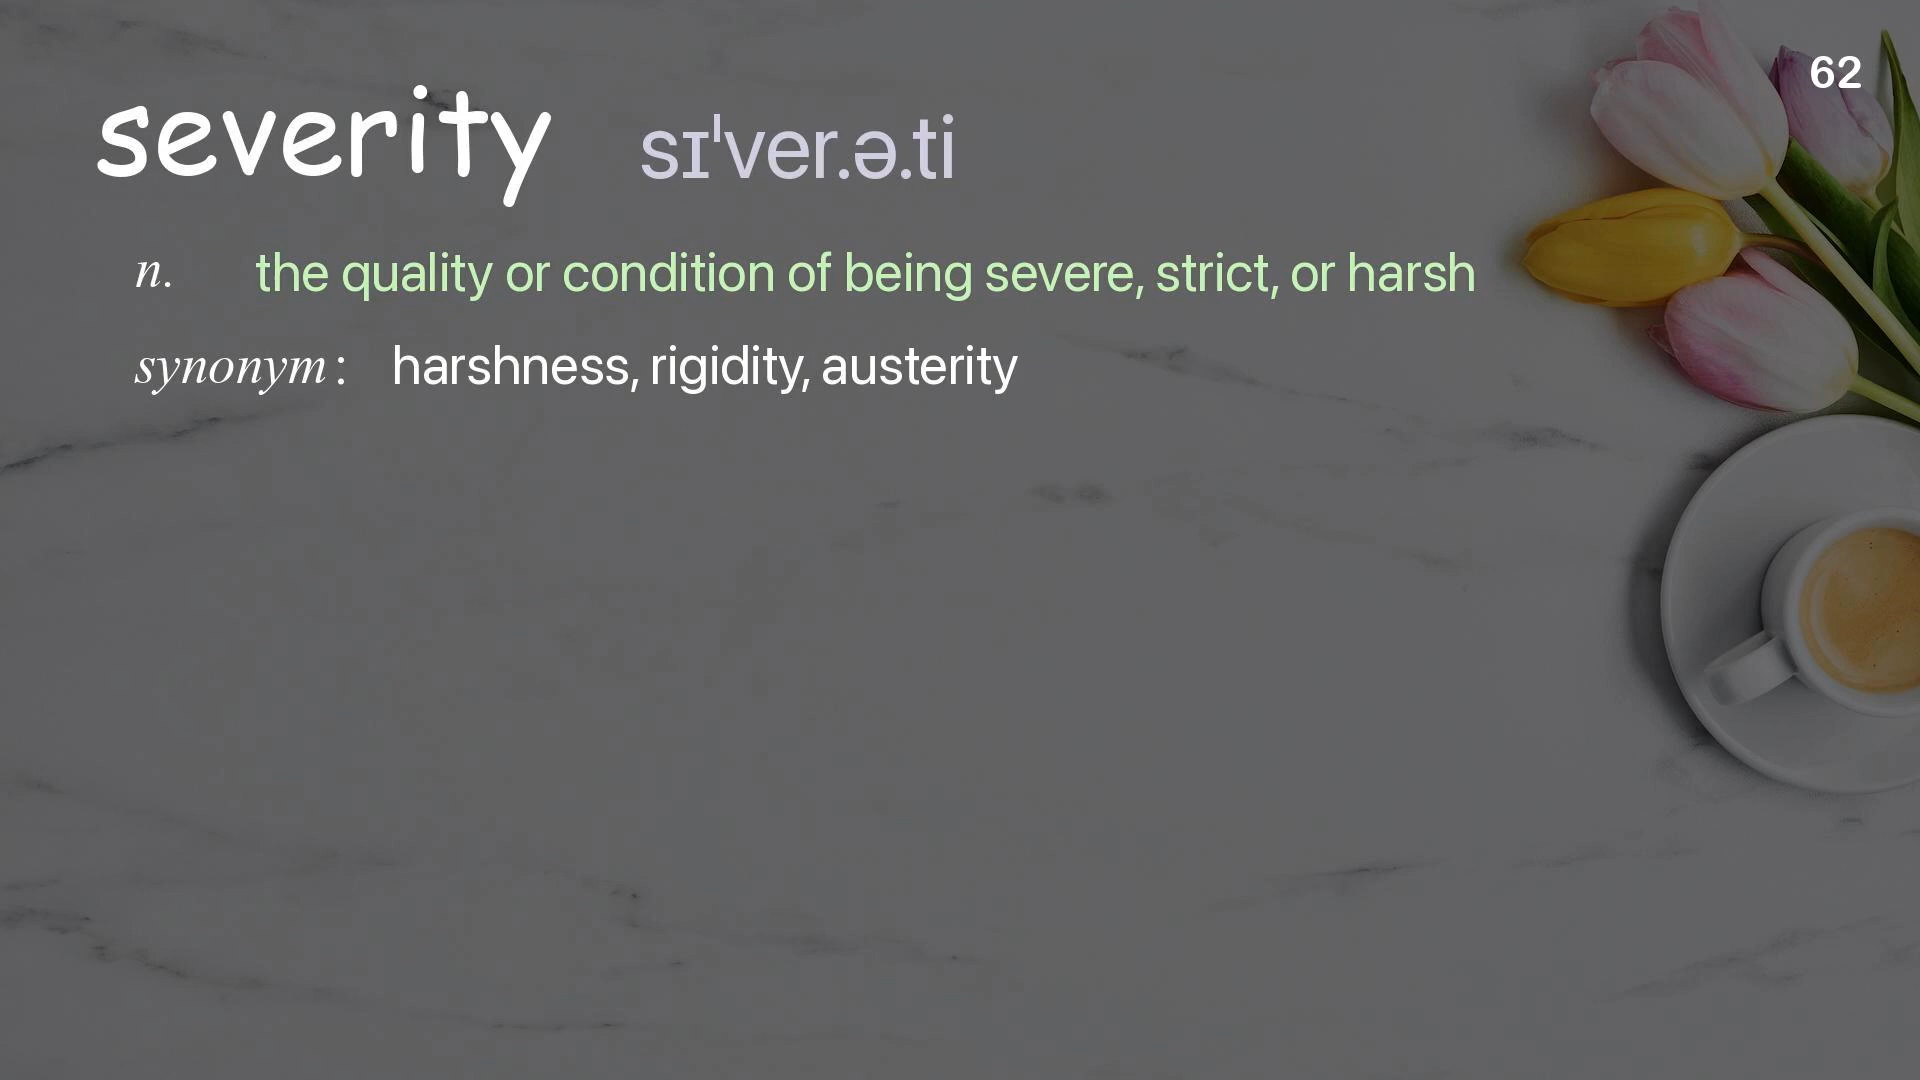 62
severity sɪˈver.ə.ti
n. the quality or condition of being severe, strict, or harsh
synonym : harshness, rigidity, austerity